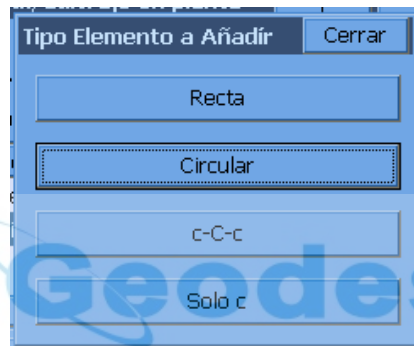 Tipo Elemento a Añadír Cerrar
Recta
Circular
c-C-c
Solo c
Geodes